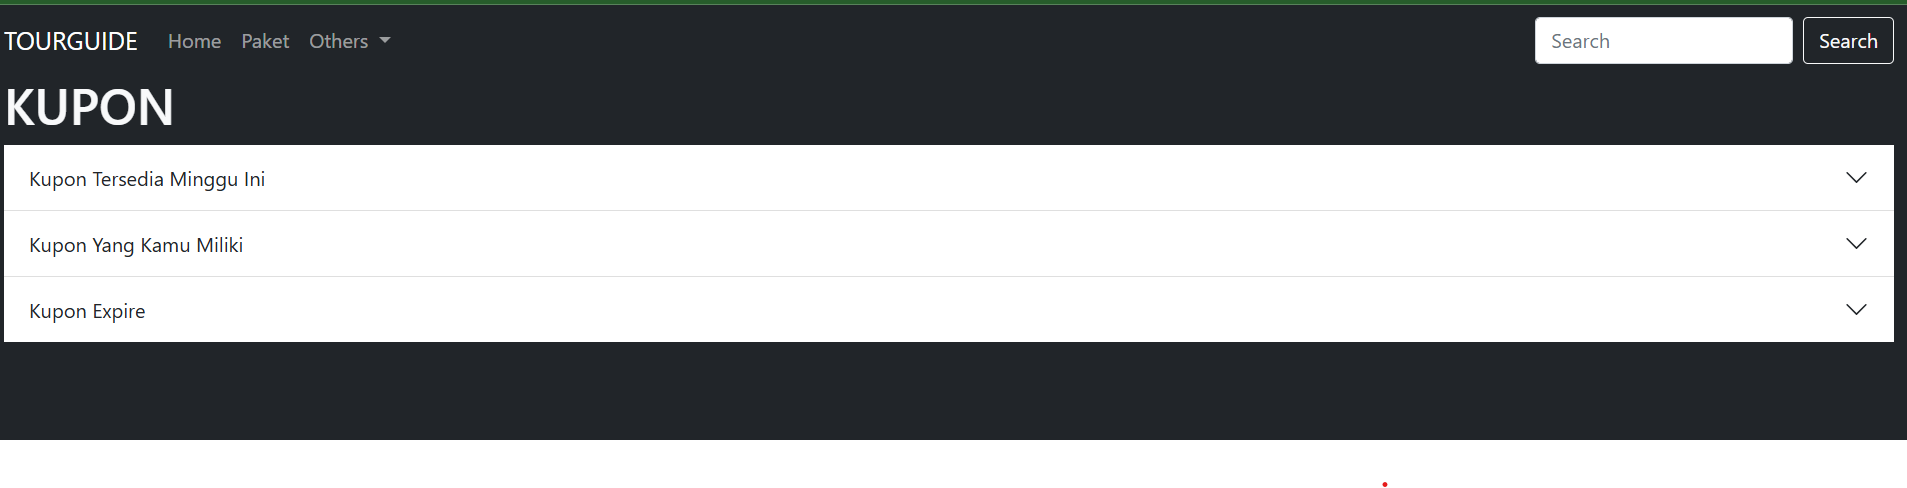 TOURGUIDE Home Paket Others Search Search
KUPON
Kupon Tersedia Minggu Ini
Kupon Yang Kamu Miliki
Kupon Expire